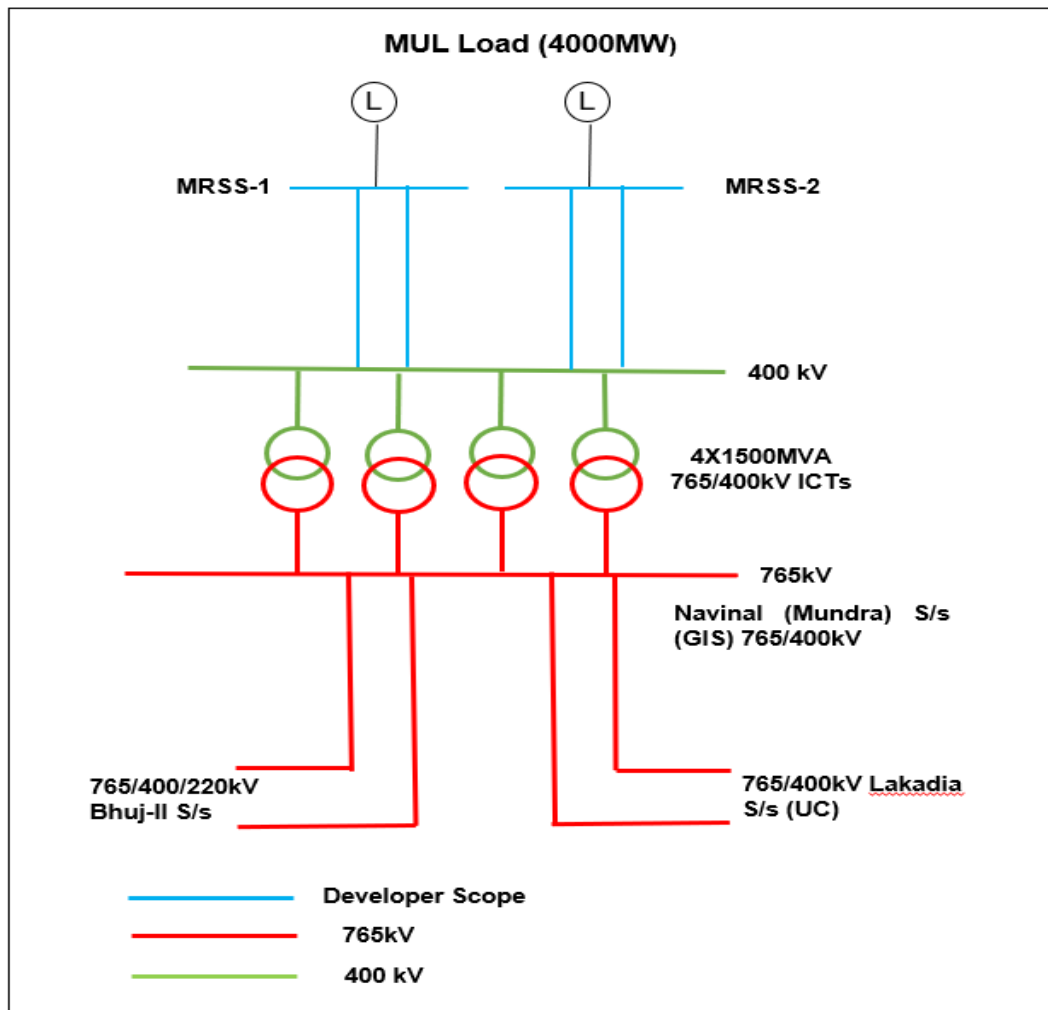 MUL Load (4000MW)
L
L
MRSS-1
MRSS-2
400 kV
4X1500MVA
765/400kV ICTs
765kV
Navinal (Mundra) S/s
(GIS) 765/400kV
765/400/220kV
Bhuj-II S/s
765/400kV Lakadia
S/s (UC)
Developer Scope
765kV
400 kV